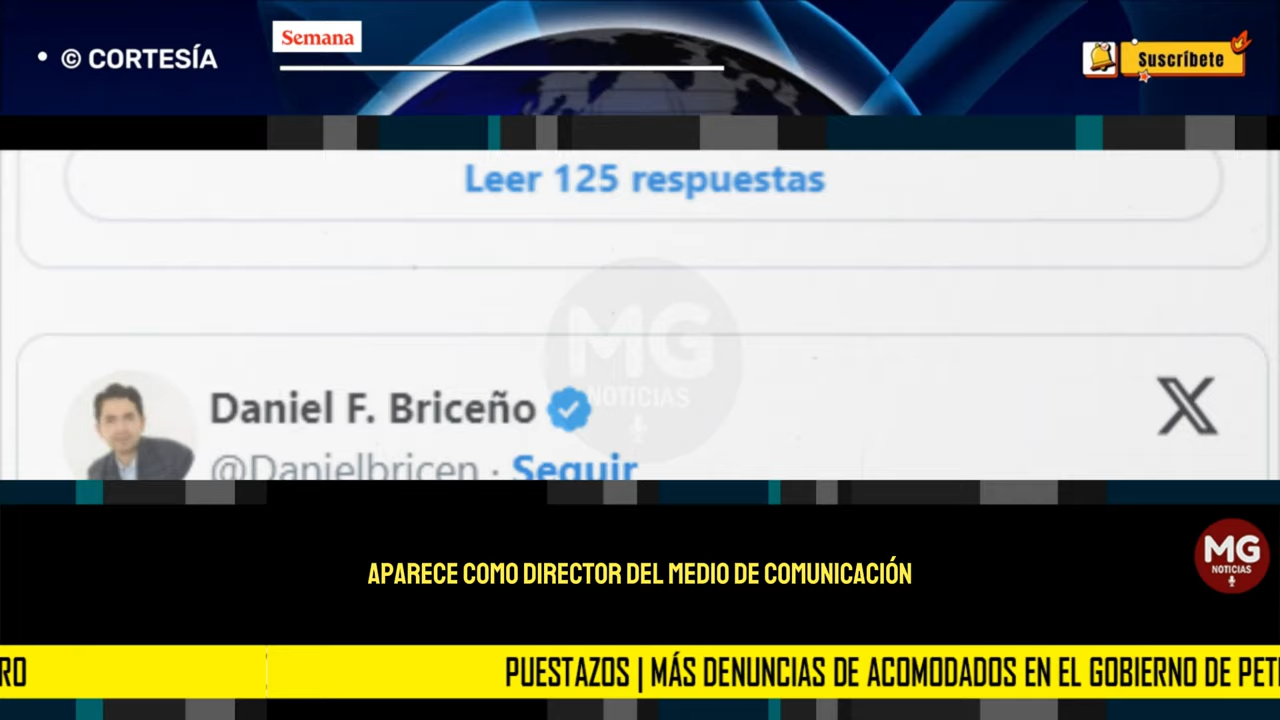 • © CORTESÍA
Semana
Suscríbete
Leer 125 respuestas
MG
NOTICIAS
Daniel F. Briceño
@Danielbricen · Seguir
APARECE COMO DIRECTOR DEL MEDIO DE COMUNICACIÓN
MG
NOTICIAS
RO
PUESTAZOS | MÁS DENUNCIAS DE ACOMODADOS EN EL GOBIERNO DE PET